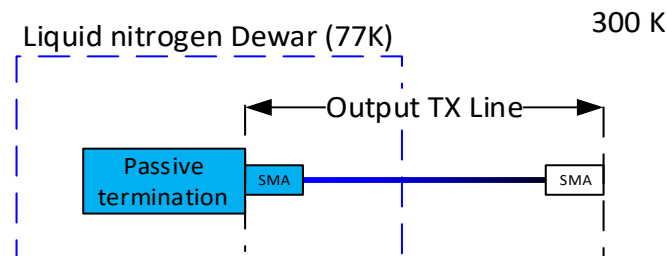 300 K
Liquid nitrogen Dewar (77K)
Output TX Line
Passive
termination
SMA
SMA